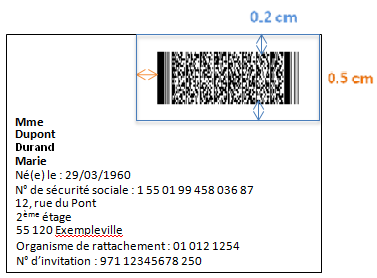 0.2 cm
0.5 cm
Mme
Dupont
Durand
Marie
Né(e) le : 29/03/1960
N° de sécurité sociale : 1 55 01 99 458 036 87
12, rue du Pont
2ème étage
55 120 Exempleville
Organisme de rattachement : 01 012 1254
N° d’invitation : 971 12345678 250